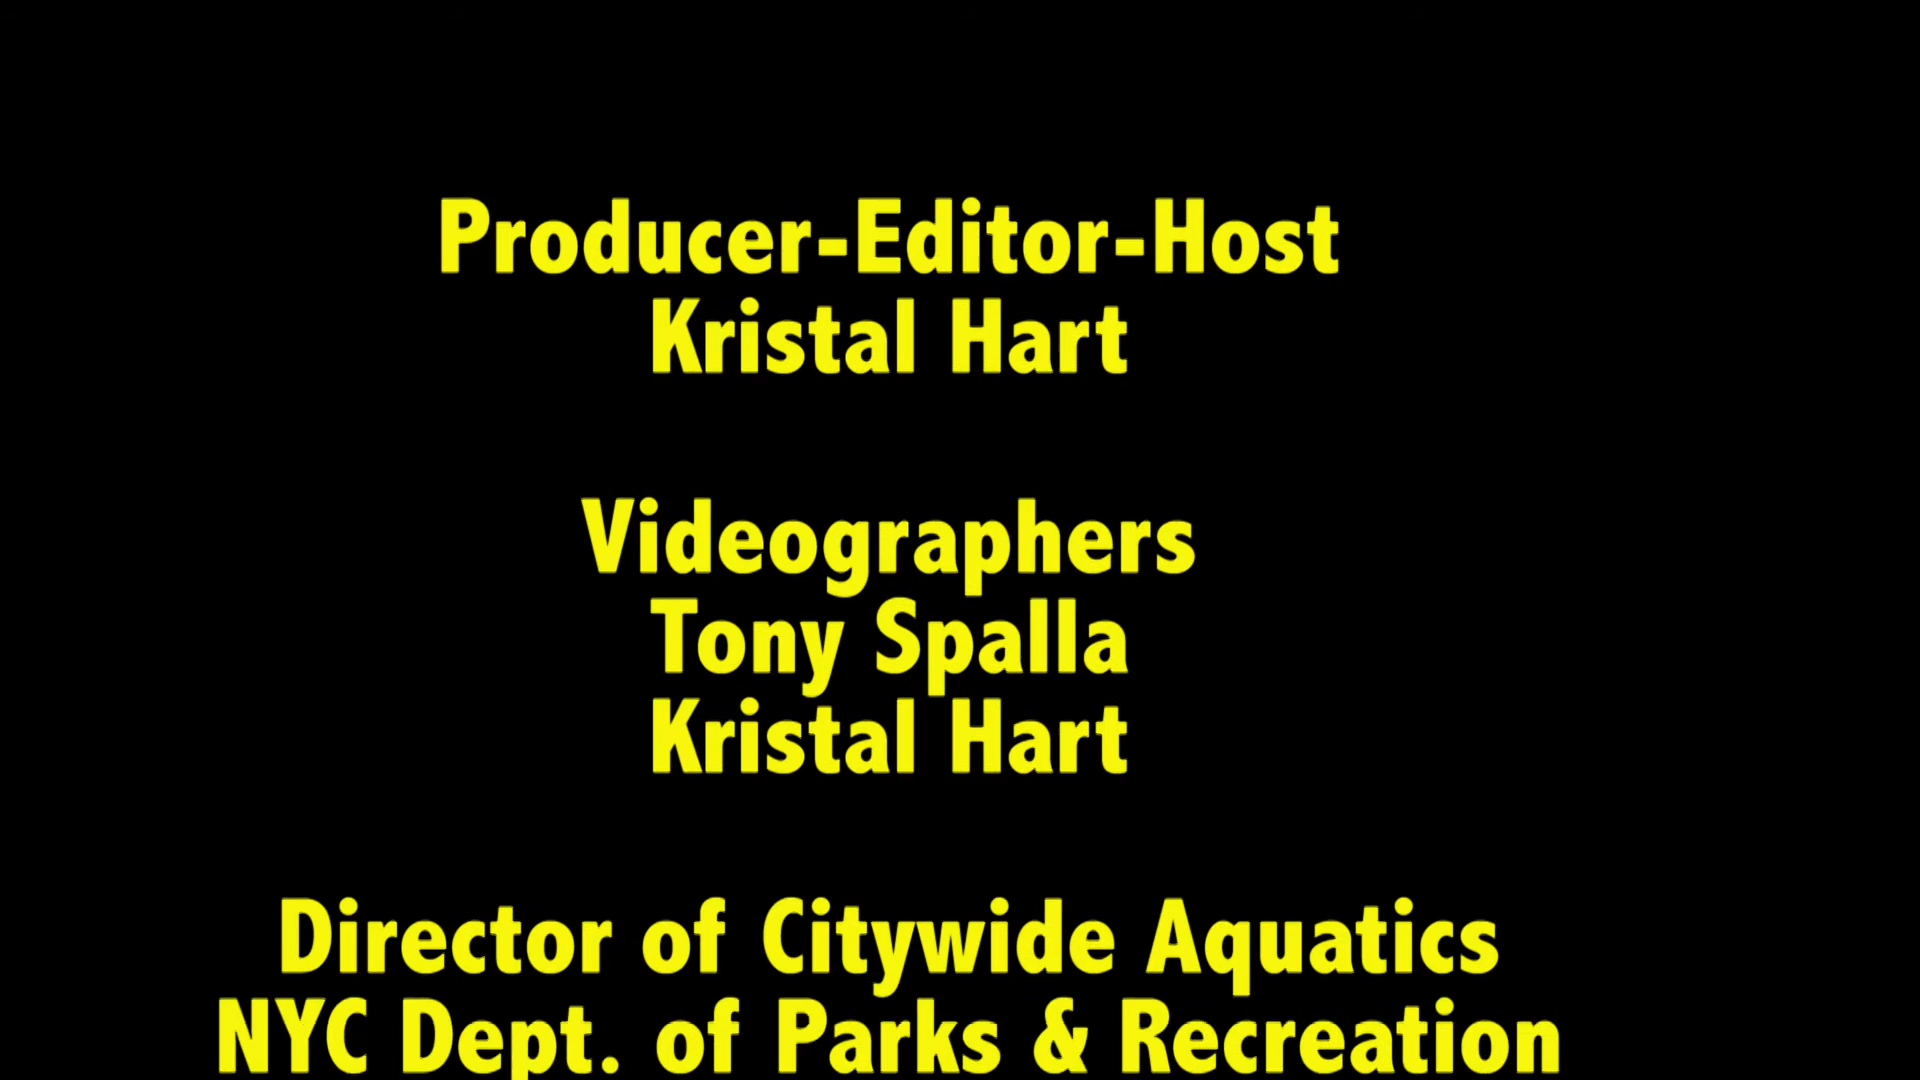 Producer-Editor-Host
Kristal Hart
Videographers
Tony Spalla
Kristal Hart
Director of Citywide Aquatics
NYC Dept. of Parks & Recreation